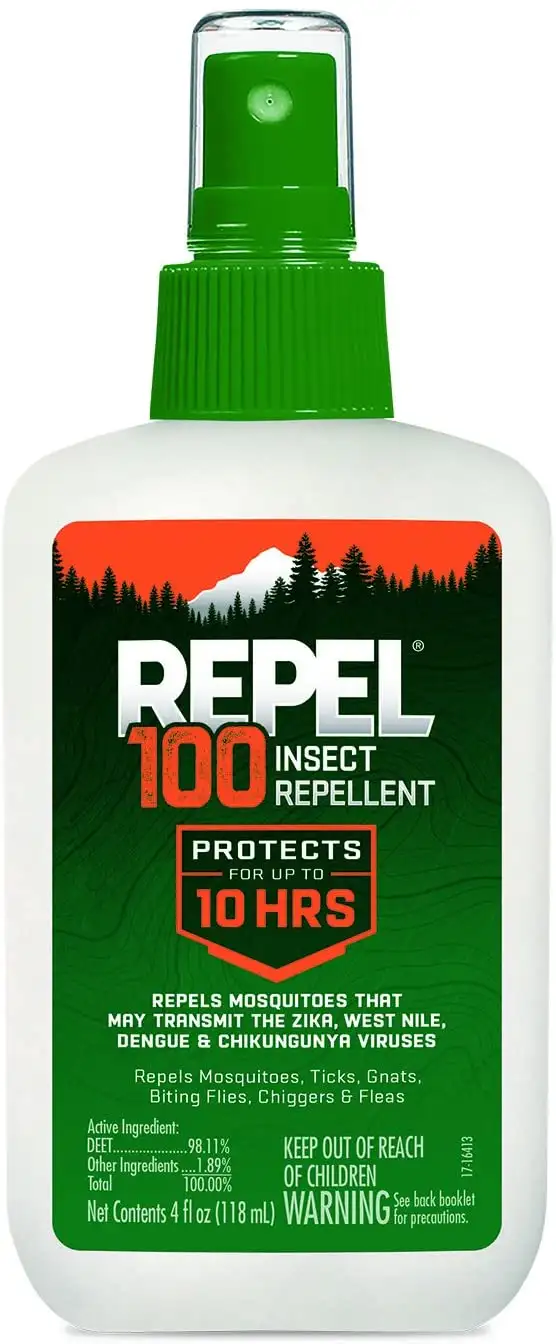 REPEL®
100 INSECT
REPELLENT
PROTECTS
FOR UP TO
10 HRS
REPELS MOSQUITOES THAT
MAY TRANSMIT THE ZIKA, WEST NILE,
DENGUE & CHIKUNGUNYA VIRUSES
Repels Mosquitoes, Ticks, Gnats,
Biting Flies, Chiggers & Fleas
Active Ingredient:
DEET....................98.11%
Other Ingredients....1.89%
Total 100.00%
Net Contents 4 fl oz (118 mL)
KEEP OUT OF REACH
OF CHILDREN
WARNING See back booklet
for precautions.
17-16413